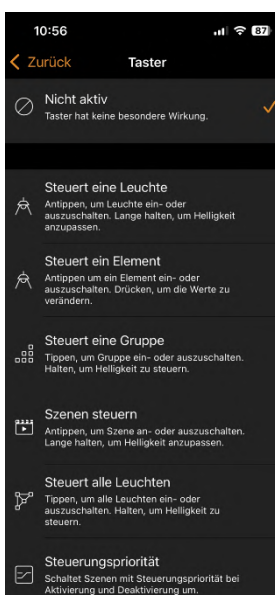 10:56
87
Zurück Taster
Nicht aktiv
Taster hat keine besondere Wirkung.
Steuert eine Leuchte
Antippen, um Leuchte ein- oder
auszuschalten. Lange halten, um Helligkeit
anzupassen.
Steuert ein Element
Antippen um ein Element ein- oder
auszuschalten. Drücken, um die Werte zu
verändern.
Steuert eine Gruppe
Tippen, um Gruppe ein- oder auszuschalten.
Halten, um Helligkeit zu steuern.
Szenen steuern
Antippen, um Szene an- oder auszuschalten.
Lange halten, um Helligkeit anzupassen.
Steuert alle Leuchten
Tippen, um alle Leuchten ein- oder
auszuschalten. Halten, um Helligkeit zu
steuern.
Steuerungspriorität
Schaltet Szenen mit Steuerungspriorität bei
Aktivierung und Deaktivierung um.